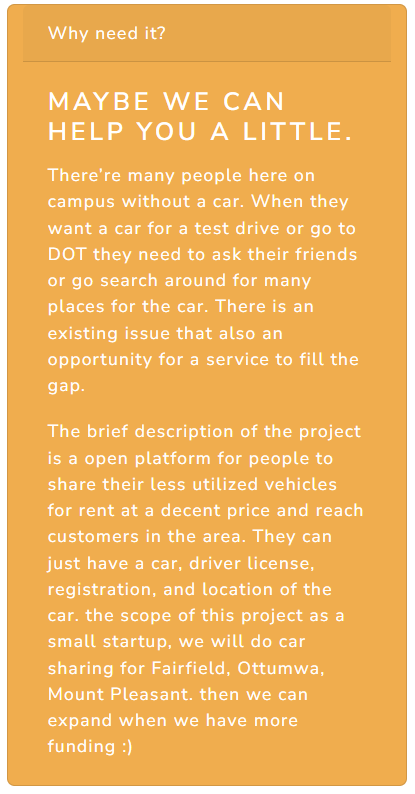 Why need it?
MAYBE WE CAN
HELP YOU A LITTLE.
There're many people here on
campus without a car. When they
want a car for a test drive or go to
DOT they need to ask their friends
or go search around for many
places for the car. There is an
existing issue that also an
opportunity for a service to fill the
gap.
The brief description of the project
is a open platform for people to
share their less utilized vehicles
for rent at a decent price and reach
customers in the area. They can
just have a car, driver license,
registration, and location of the
car. the scope of this project as a
small startup, we will do car
sharing for Fairfield, Ottumwa,
Mount Pleasant. then we can
expand when we have more
funding :)